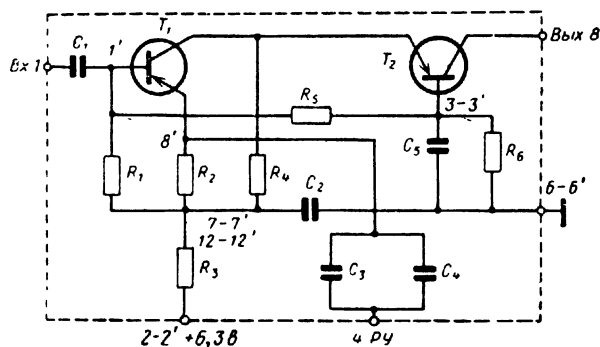 T₁
Вх 1
C₁
1'
T₂
Вых 8
R₅
3-3'
8'
C₅
R₆
R₁
R₂
R₄
C₂
6-6'
7-7'
12-12'
R₃
C₃
C₄
2-2' +6,3 В
4 РУ